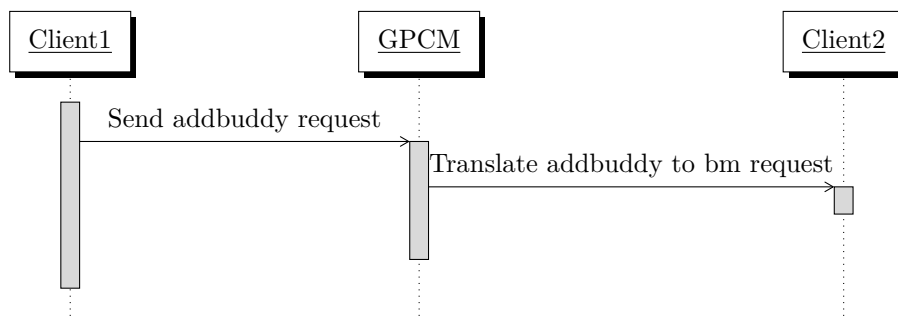 Client1
GPCM
Client2
Send addbuddy request
Translate addbuddy to bm request